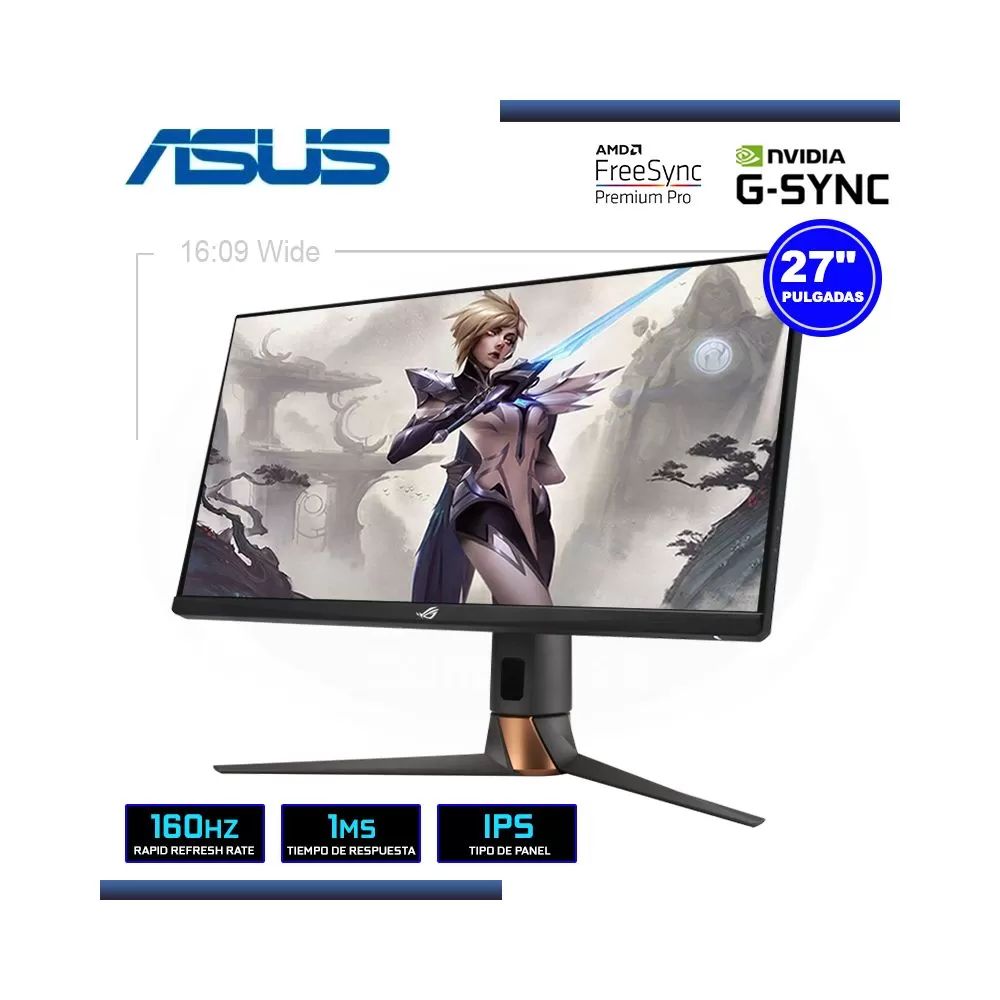 ASUS
AMD
FreeSync
Premium Pro
NVIDIA
G-SYNC
16:09 Wide
27"
PULGADAS
160HZ
RAPID REFRESH RATE
1MS
TIEMPO DE RESPUESTA
IPS
TIPO DE PANEL